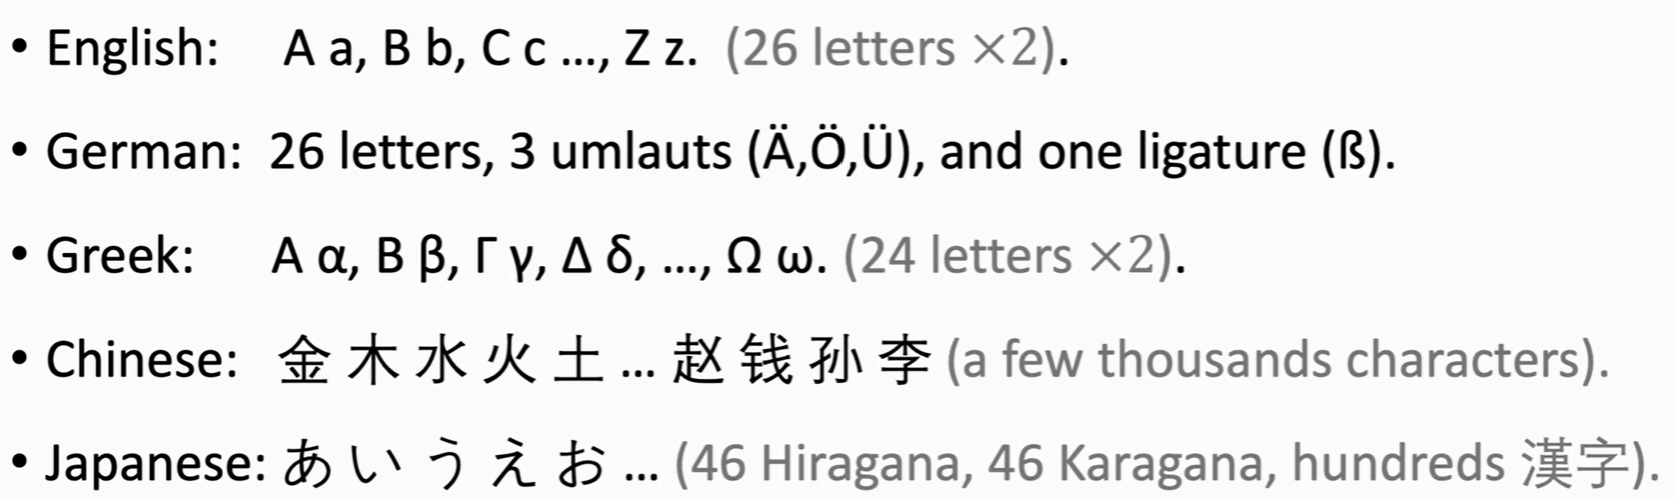 • English: A a, B b, C c ..., Z z. (26 letters ×2).
• German: 26 letters, 3 umlauts (Ä,Ö,Ü), and one ligature (ß).
• Greek: Α α, Β β, Γ γ, Δ δ, ..., Ω ω. (24 letters ×2).
• Chinese: 金 木 水 火 土 ... 赵 钱 孙 李 (a few thousands characters).
• Japanese: あ い う え お ... (46 Hiragana, 46 Karagana, hundreds 漢字).